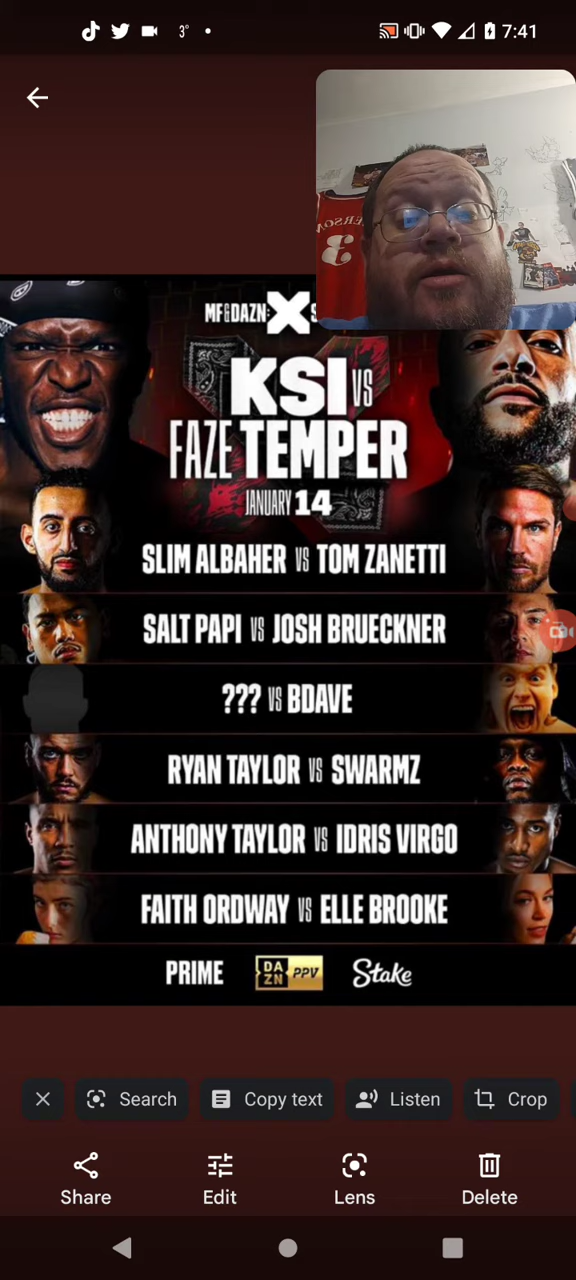 3°
7:41
MF&DAZN: X S
KSI VS
FAZE TEMPER
JANUARY 14
SLIM ALBAHER VS TOM ZANETTI
SALT PAPI VS JOSH BRUECKNER
??? VS BDAVE
RYAN TAYLOR VS SWARMZ
ANTHONY TAYLOR VS IDRIS VIRGO
FAITH ORDWAY VS ELLE BROOKE
PRIME DAZN PPV Stake
Search Copy text Listen Crop
Share Edit Lens Delete